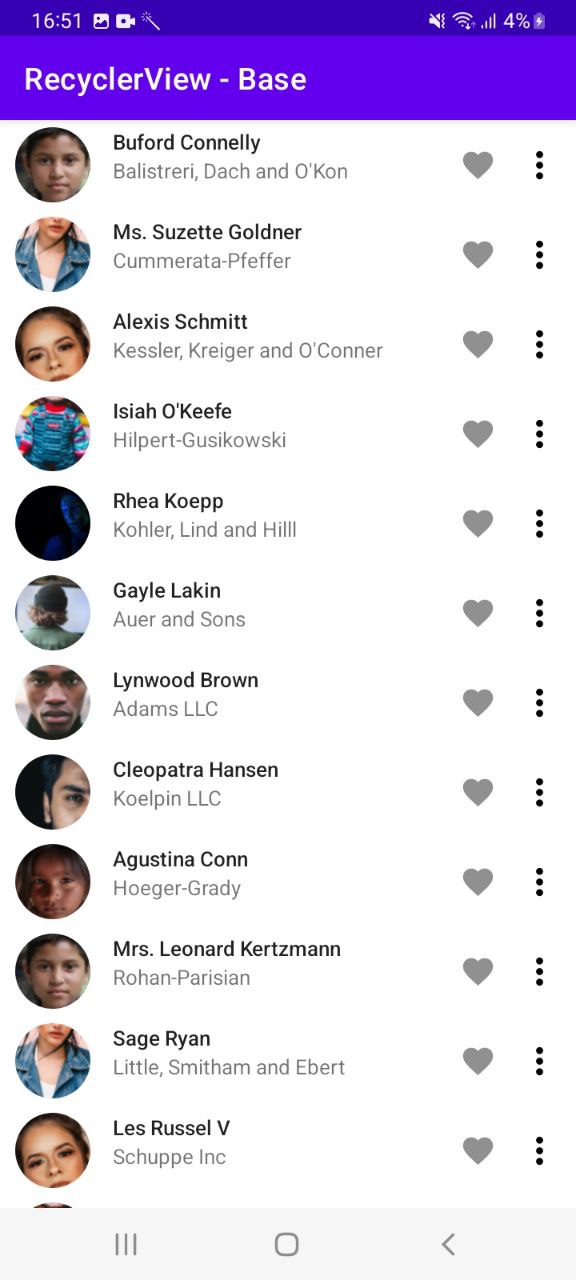 16:51 4%
RecyclerView - Base
Buford Connelly
Balistreri, Dach and O'Kon
Ms. Suzette Goldner
Cummerata-Pfeffer
Alexis Schmitt
Kessler, Kreiger and O'Conner
Isiah O'Keefe
Hilpert-Gusikowski
Rhea Koepp
Kohler, Lind and Hilll
Gayle Lakin
Auer and Sons
Lynwood Brown
Adams LLC
Cleopatra Hansen
Koelpin LLC
Agustina Conn
Hoeger-Grady
Mrs. Leonard Kertzmann
Rohan-Parisian
Sage Ryan
Little, Smitham and Ebert
Les Russel V
Schuppe Inc